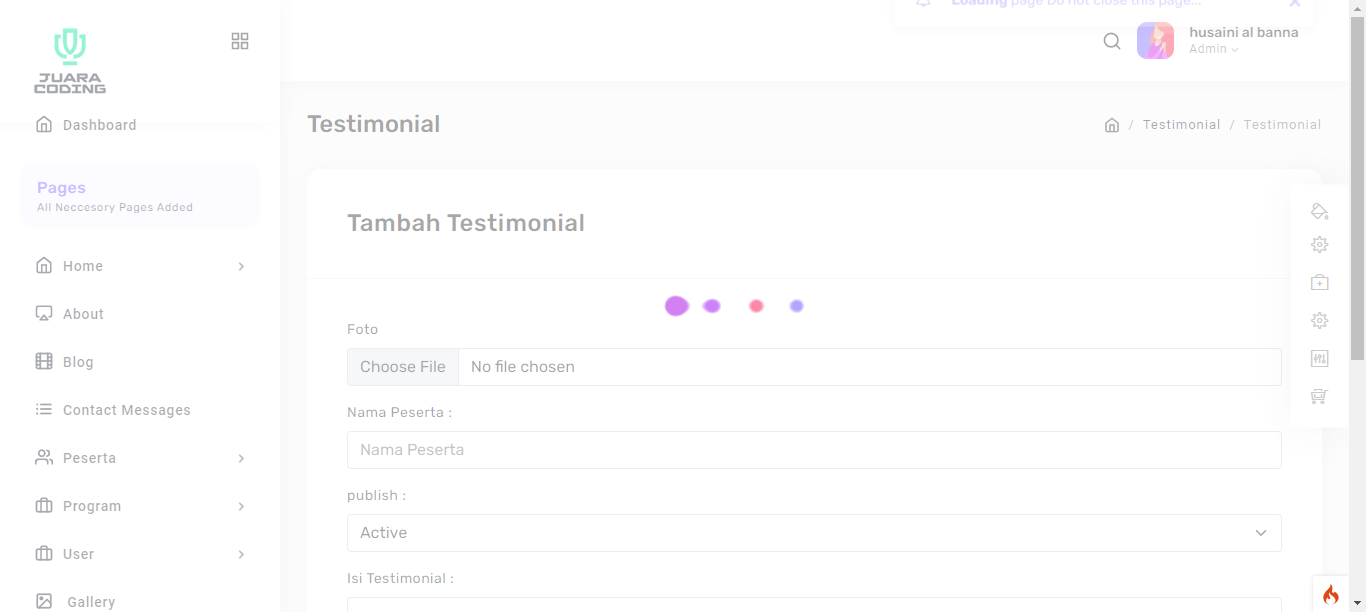 Loading page Do not close this page...
JUARA
CODING
husaini al banna
Admin
Dashboard
Testimonial
/ Testimonial / Testimonial
Pages
All Neccesory Pages Added
Tambah Testimonial
Home
About
Blog
Contact Messages
Peserta
Program
User
Gallery
Foto
Choose File No file chosen
Nama Peserta :
Nama Peserta
publish :
Active
Isi Testimonial :